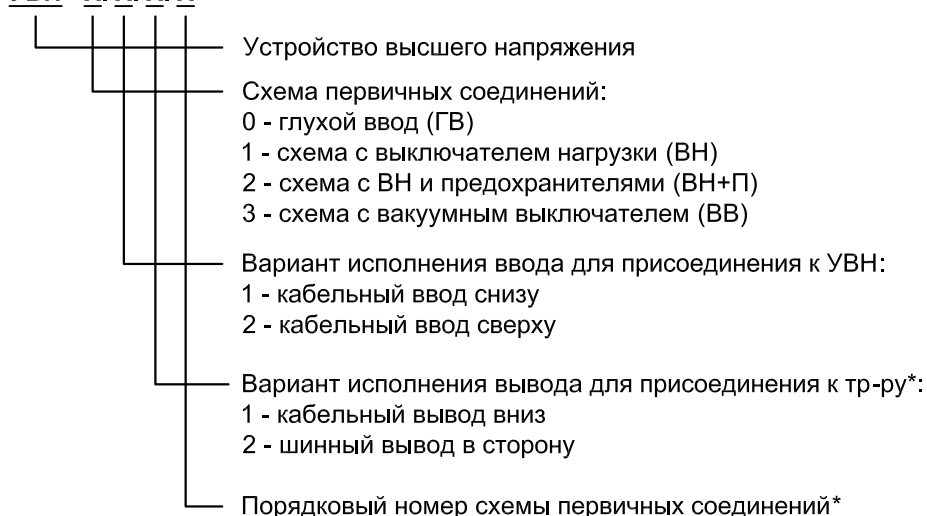 Устройство высшего напряжения
Схема первичных соединений:
0 - глухой ввод (ГВ)
1 - схема с выключателем нагрузки (ВН)
2 - схема с ВН и предохранителями (ВН+П)
3 - схема с вакуумным выключателем (ВВ)
Вариант исполнения ввода для присоединения к УВН:
1 - кабельный ввод снизу
2 - кабельный ввод сверху
Вариант исполнения вывода для присоединения к тр-ру*:
1 - кабельный вывод вниз
2 - шинный вывод в сторону
Порядковый номер схемы первичных соединений*